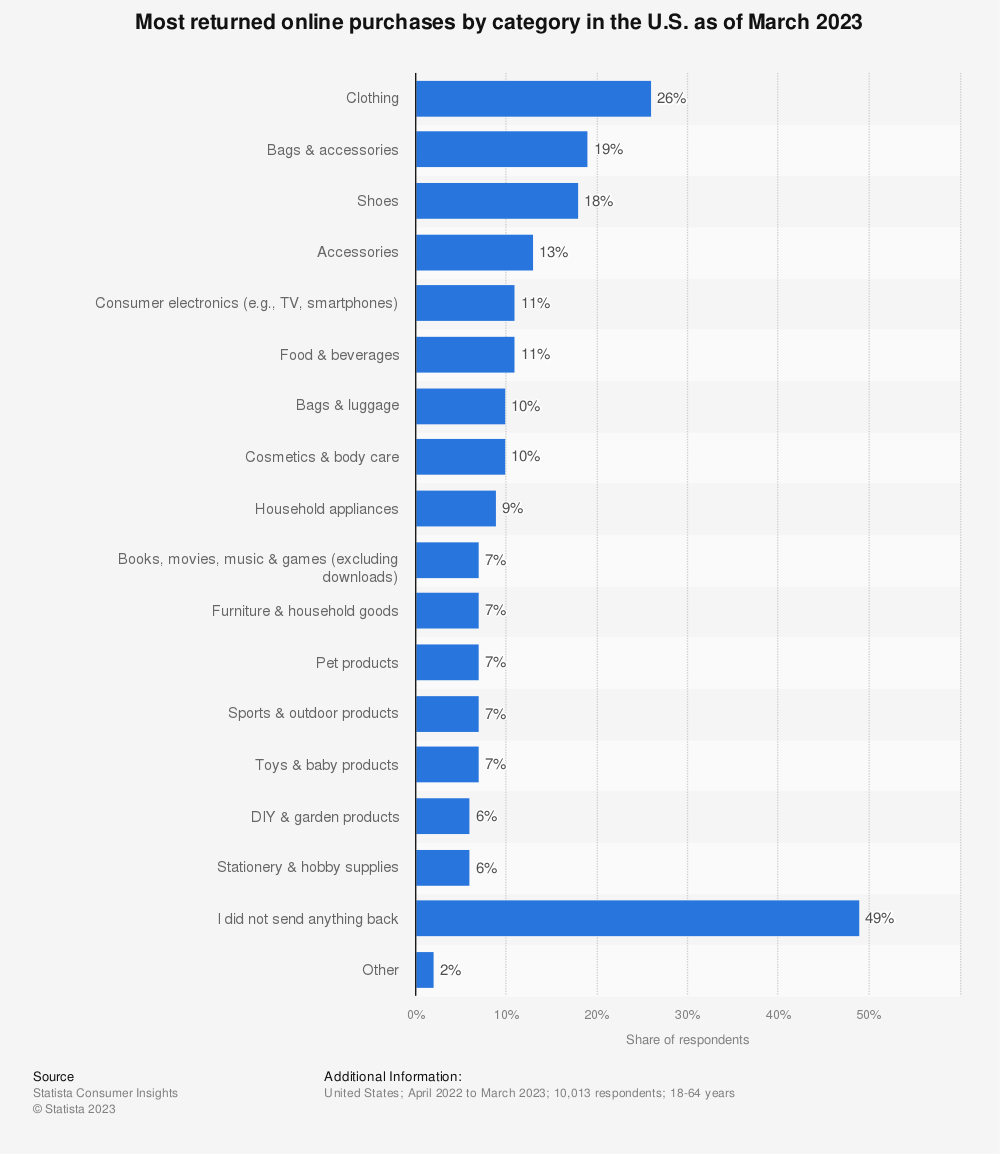 Most returned online purchases by category in the U.S. as of March 2023
Clothing 26%
Bags & accessories 19%
Shoes 18%
Accessories 13%
Consumer electronics (e.g., TV, smartphones) 11%
Food & beverages 11%
Bags & luggage 10%
Cosmetics & body care 10%
Household appliances 9%
Books, movies, music & games (excluding 7%
downloads)
Furniture & household goods 7%
Pet products 7%
Sports & outdoor products 7%
Toys & baby products 7%
DIY & garden products 6%
Stationery & hobby supplies 6%
I did not send anything back 49%
Other 2%
0% 10% 20% 30% 40% 50%
Share of respondents
Source
Statista Consumer Insights
© Statista 2023
Additional Information:
United States; April 2022 to March 2023; 10,013 respondents; 18-64 years